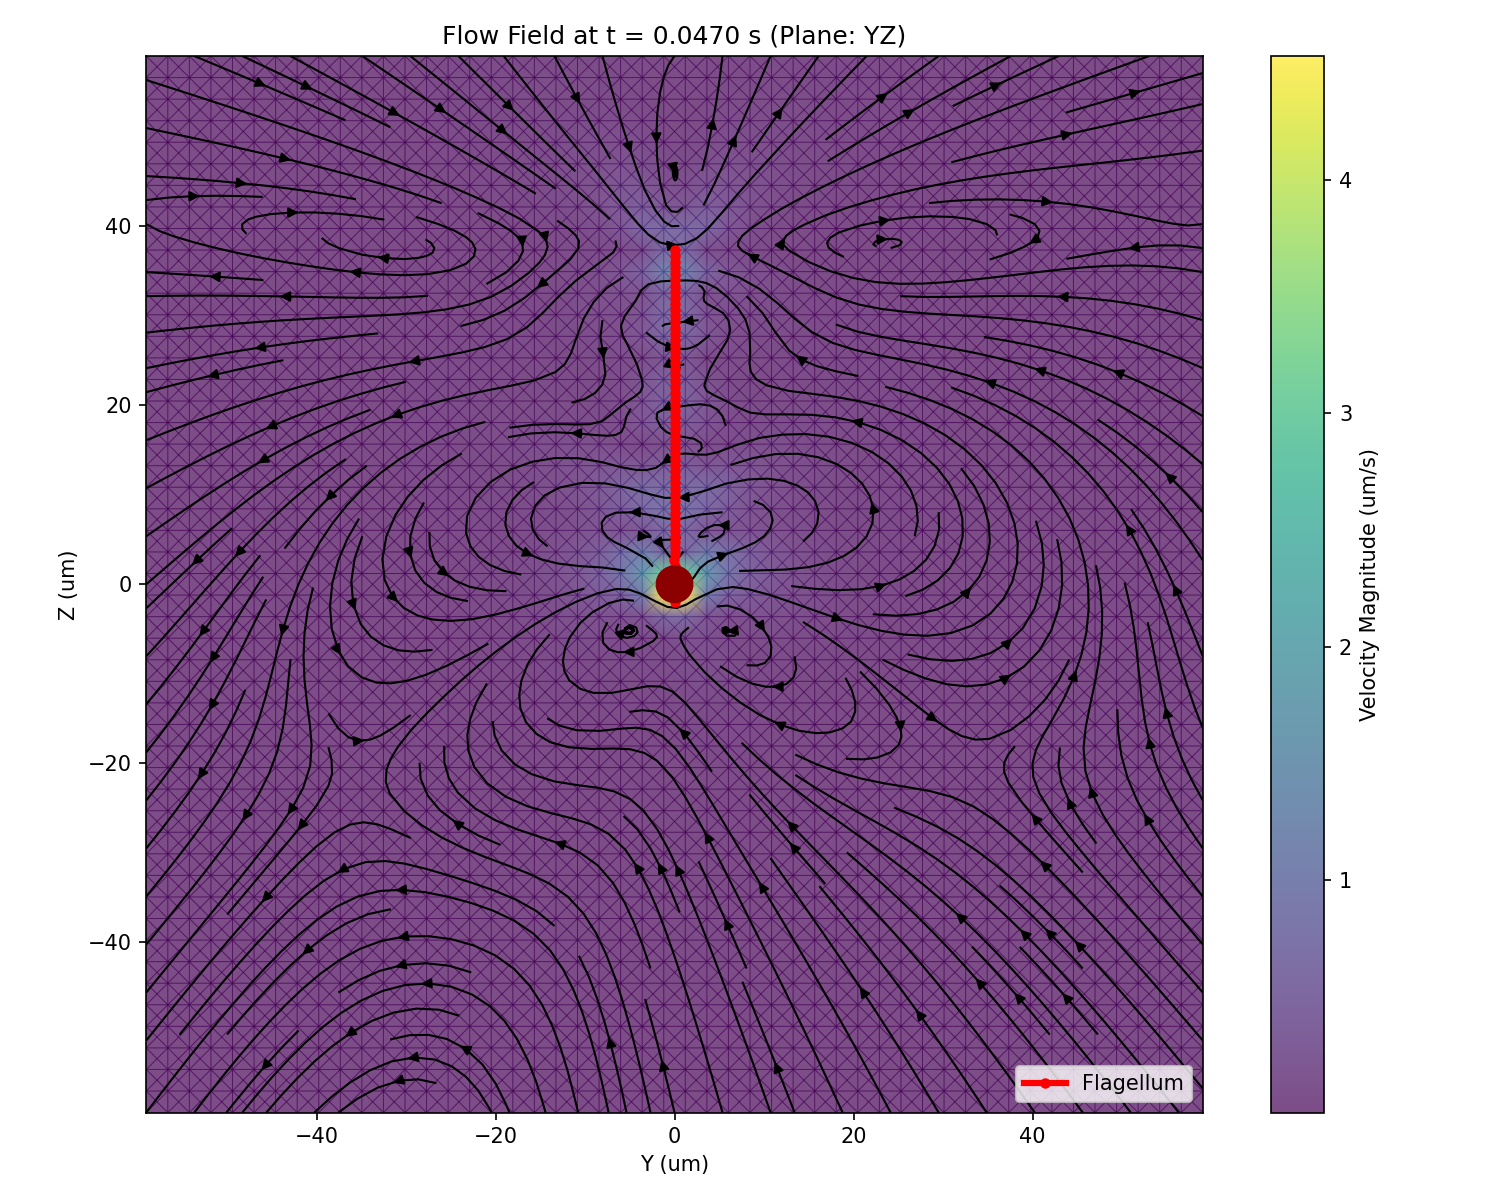 Flow Field at t = 0.0470 s (Plane: YZ)
40
20
0
−20
−40
Z (um)
−40
−20
0
20
40
Y (um)
Flagellum
4
3
2
1
Velocity Magnitude (um/s)